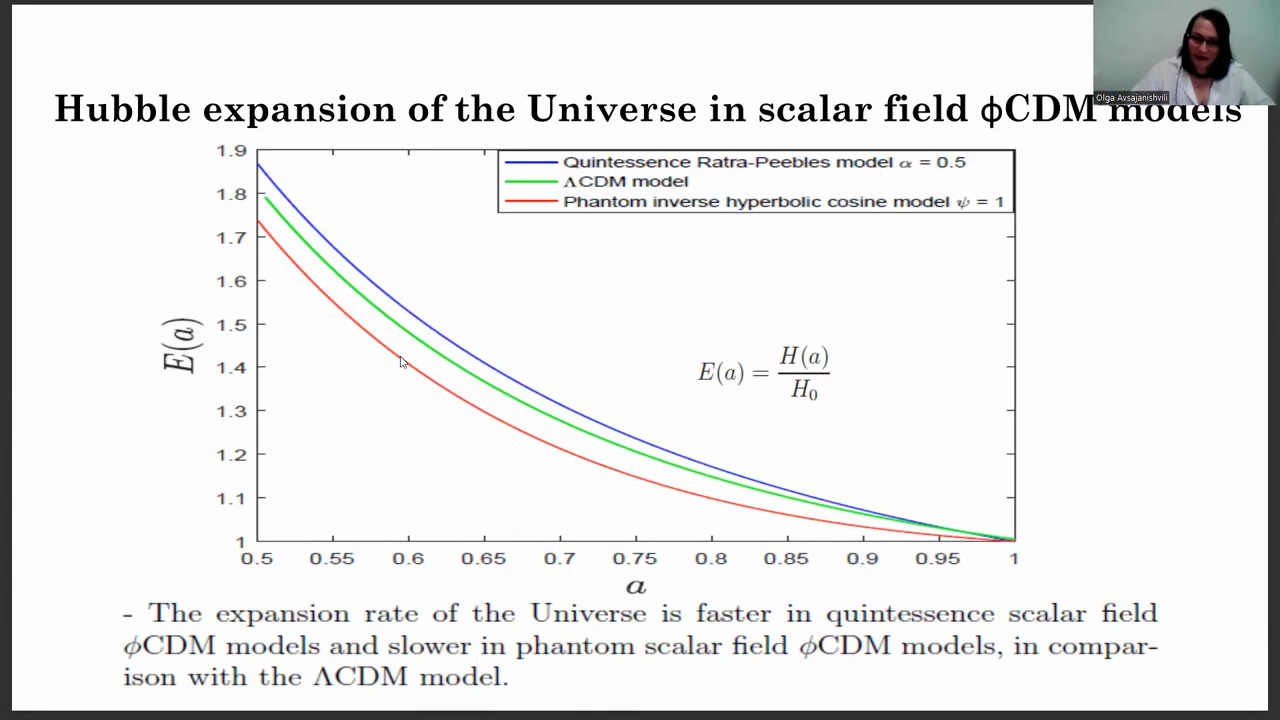 Olga Avsajanishvili
Hubble expansion of the Universe in scalar field ϕCDM models
1.9
1.8
1.7
1.6
1.5
1.4
1.3
1.2
1.1
1
E(a)
Quintessence Ratra-Peebles model α = 0.5
ΛCDM model
Phantom inverse hyperbolic cosine model ψ = 1
E(a) = H(a) / H₀
0.5 0.55 0.6 0.65 0.7 0.75 0.8 0.85 0.9 0.95 1
a
- The expansion rate of the Universe is faster in quintessence scalar field
ϕCDM models and slower in phantom scalar field ϕCDM models, in compar-
ison with the ΛCDM model.